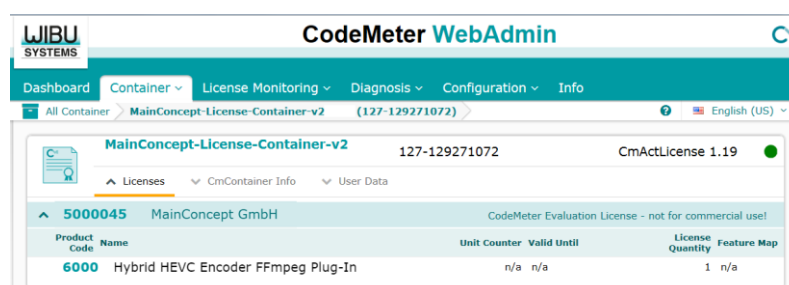 WIBU
SYSTEMS
CodeMeter WebAdmin
C
Dashboard Container License Monitoring Diagnosis Configuration Info
All Container MainConcept-License-Container-v2 (127-129271072) English (US)
MainConcept-License-Container-v2 127-129271072 CmActLicense 1.19
Licenses CmContainer Info User Data
5000045 MainConcept GmbH CodeMeter Evaluation License - not for commercial use!
Product Code Name Unit Counter Valid Until License Quantity Feature Map
6000 Hybrid HEVC Encoder FFmpeg Plug-In n/a n/a 1 n/a